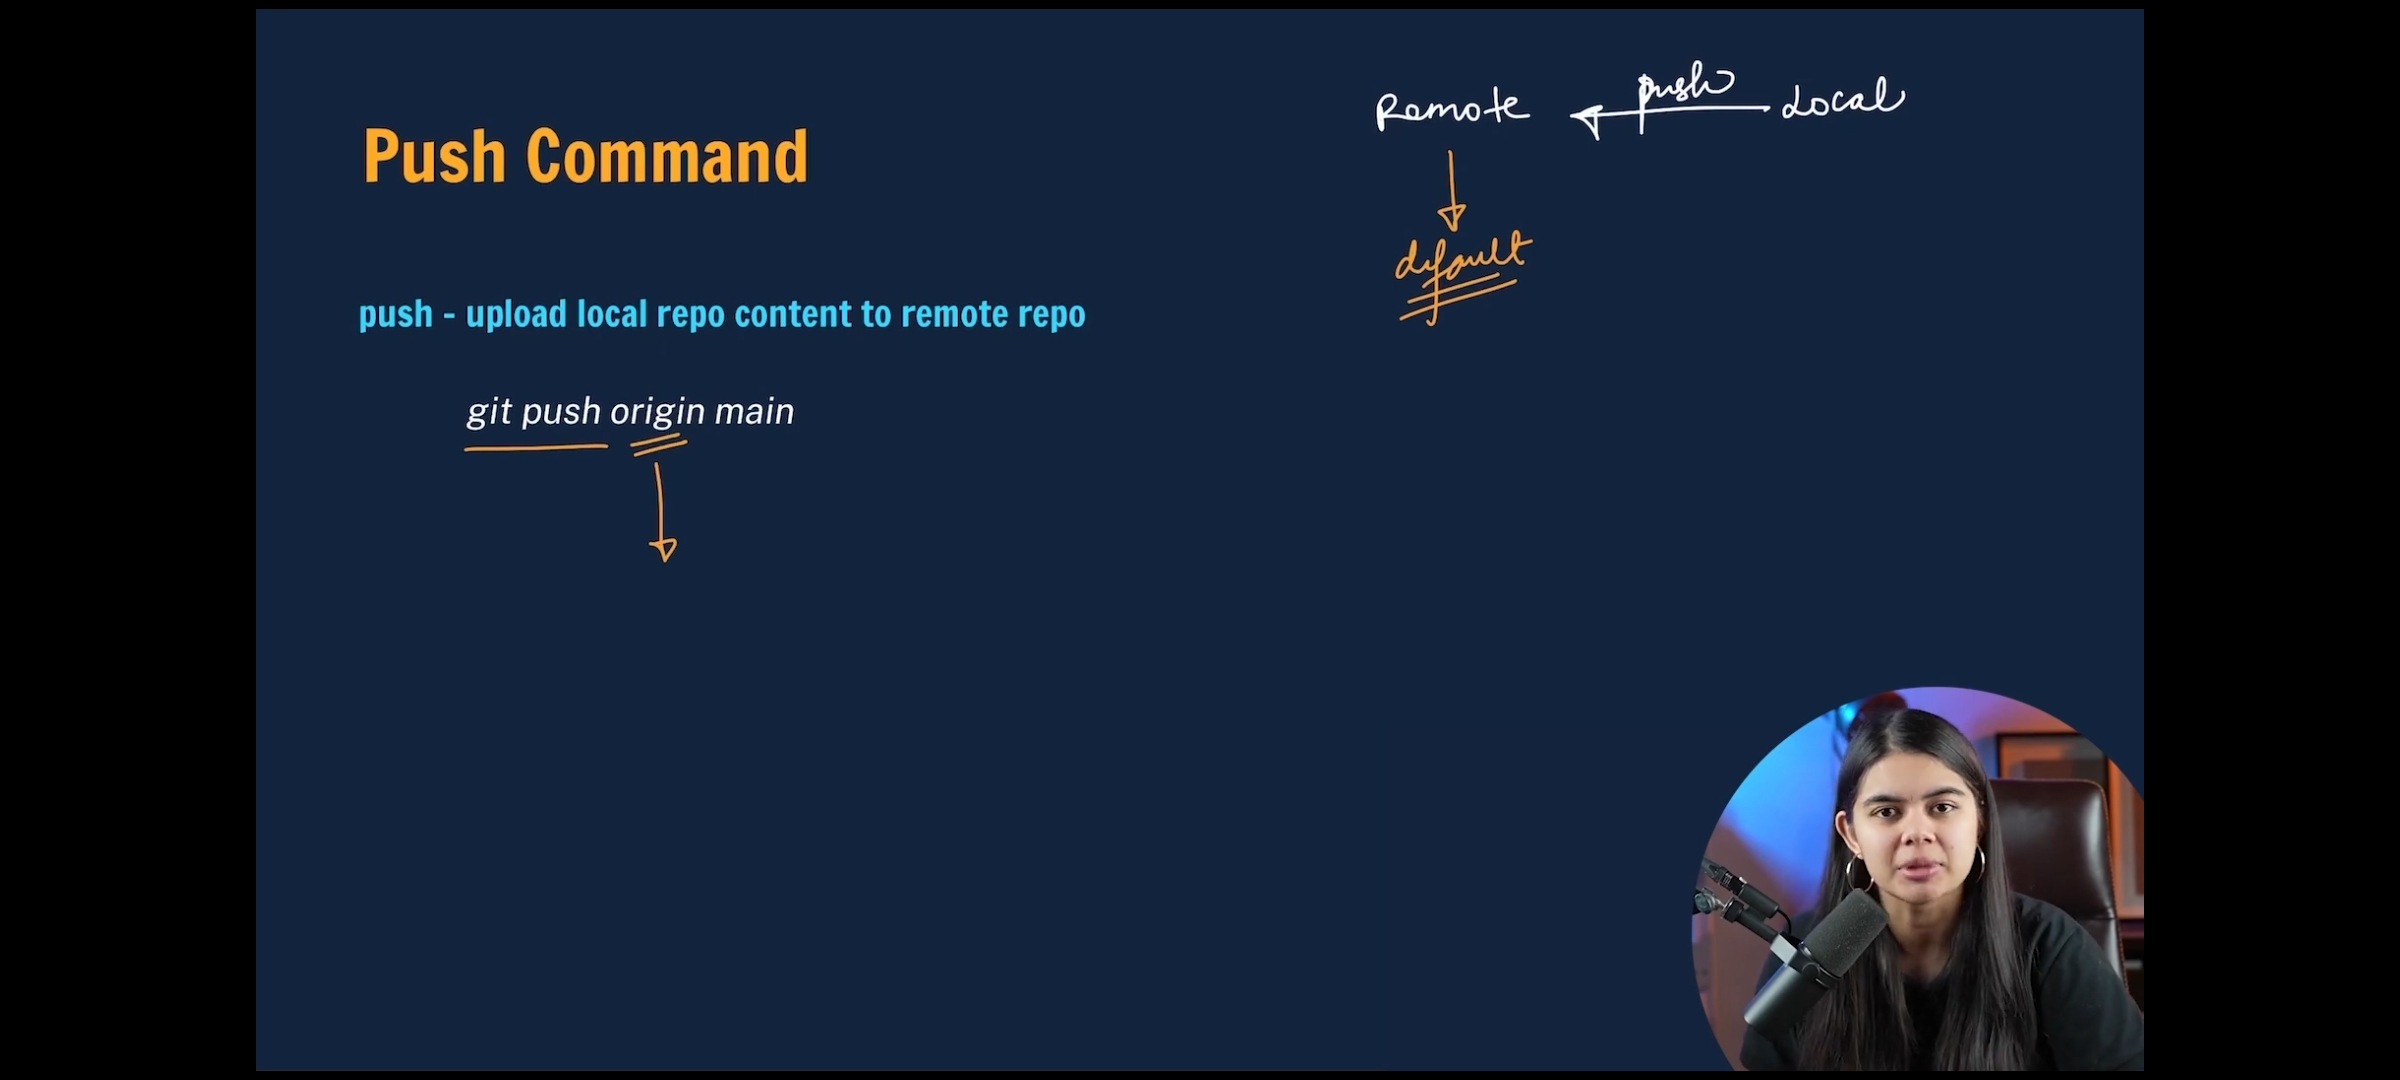 Remote push Local
Push Command
default
push - upload local repo content to remote repo
git push origin main